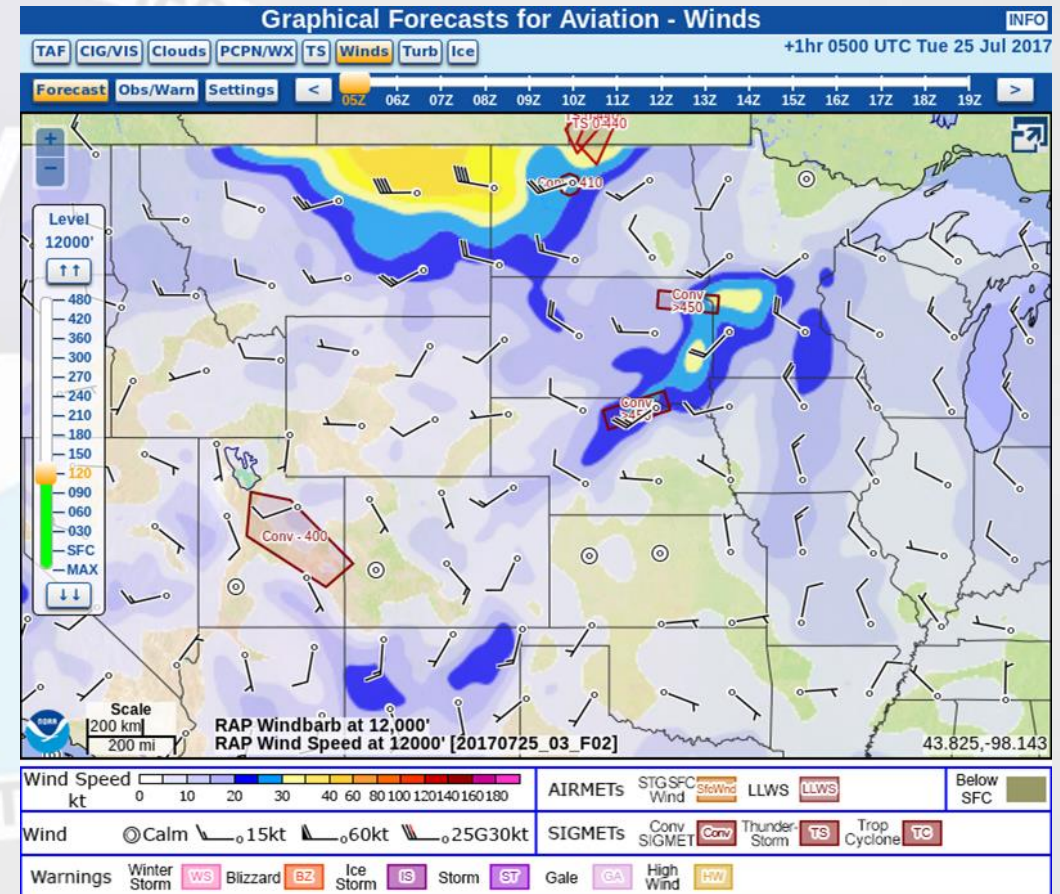 Graphical Forecasts for Aviation - Winds
INFO
TAF CIG/VIS Clouds PCPN/WX TS Winds Turb Ice
+1hr 0500 UTC Tue 25 Jul 2017
Forecast Obs/Warn Settings < >
05Z 06Z 07Z 08Z 09Z 10Z 11Z 12Z 13Z 14Z 15Z 16Z 17Z 18Z 19Z
+
−
TS 0-440
410
Level
12000'
↑↑
480
420
360
300
270
240
210
180
150
120
090
060
030
SFC
MAX
↓↓
Conv
>450
Conv
Conv - 400
Scale
200 km
200 mi
NOAA
RAP Windbarb at 12,000'
RAP Wind Speed at 12000' [20170725_03_F02]
43.825,-98.143
Wind Speed
kt
0 10 20 30 40 60 80 100 120 140 160 180
AIRMETs STG SFC Wind SfcWnd LLWS LLWS
Below
SFC
Wind Calm 15kt 60kt 25G30kt
SIGMETs Conv SIGMET Conv Thunder-Storm TS Trop Cyclone TC
Warnings Winter Storm WS Blizzard BZ Ice Storm IS Storm ST Gale GA High Wind HW